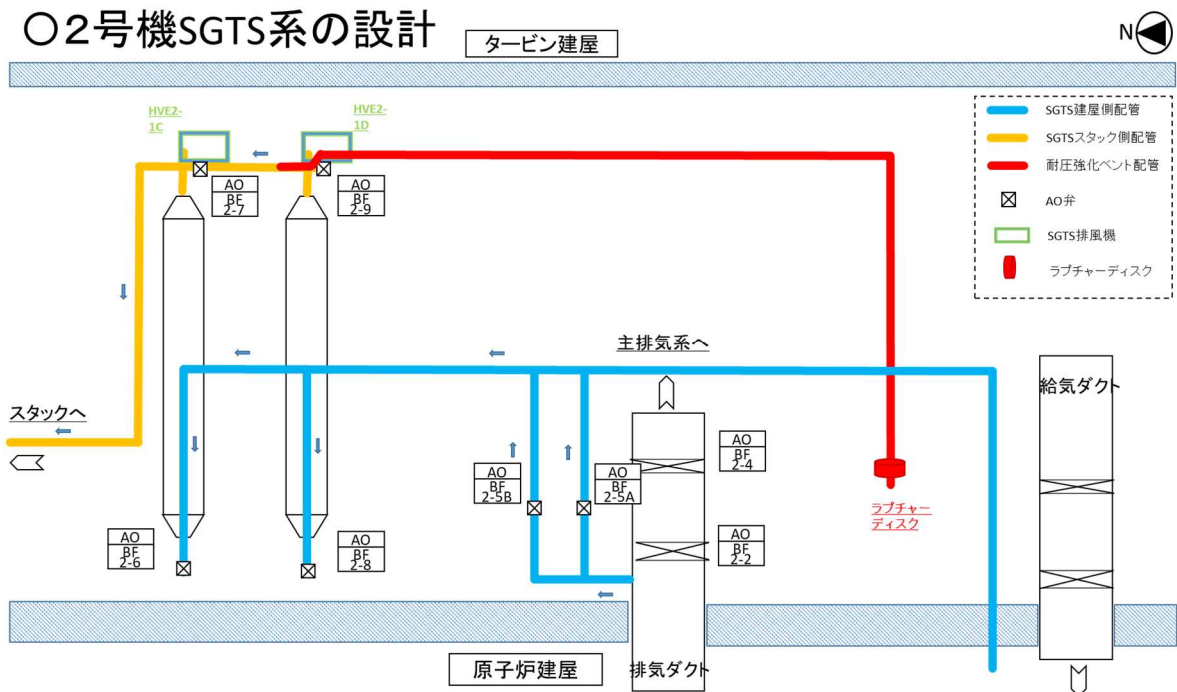 ○2号機SGTS系の設計
タービン建屋
N
SGTS建屋側配管
SGTSスタック側配管
耐圧強化ベント配管
AO弁
SGTS排風機
ラプチャーディスク
HVE2-
1C
HVE2-
1D
AO
BF
2-7
AO
BF
2-9
主排気系へ
給気ダクト
スタックへ
AO
BF
2-4
AO
BF
2-5B
AO
BF
2-5A
ラプチャー
ディスク
AO
BF
2-2
AO
BF
2-6
AO
BF
2-8
原子炉建屋
排気ダクト